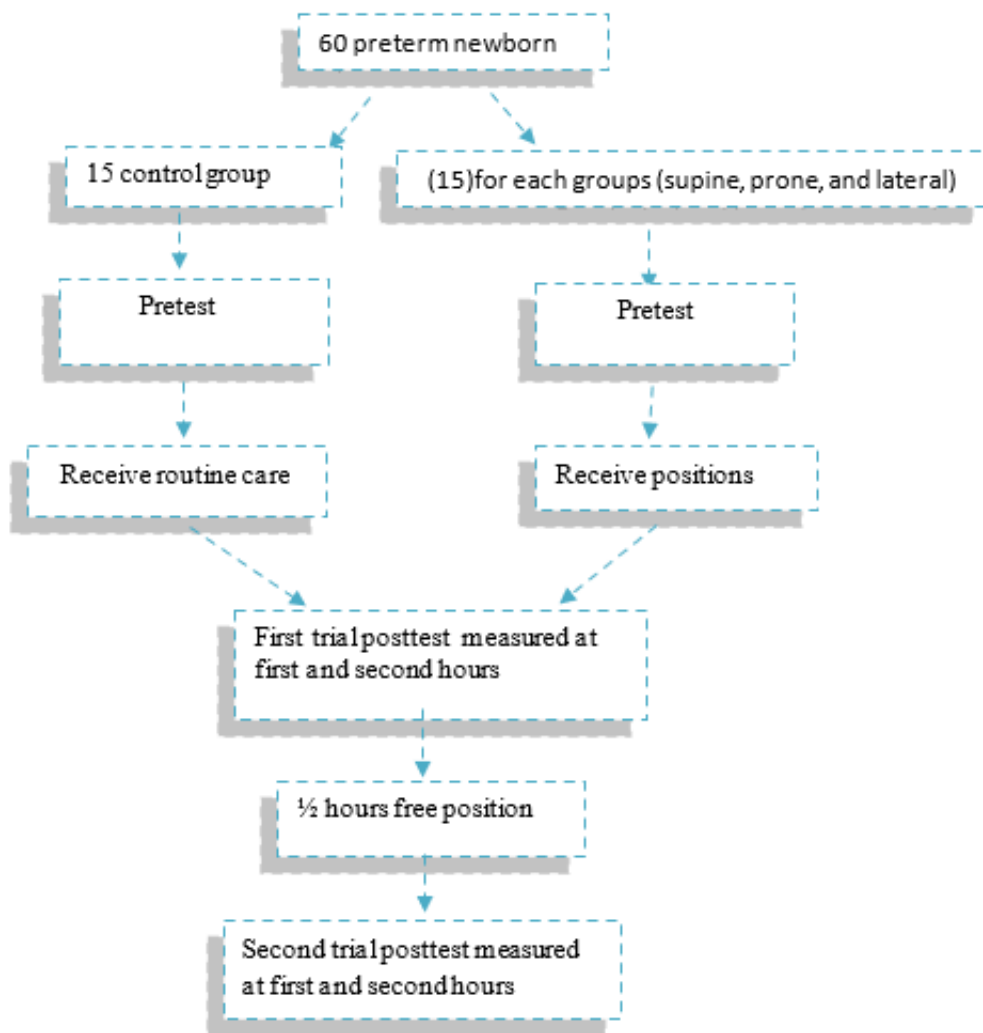 60 preterm newborn
15 control group
(15)for each groups (supine, prone, and lateral)
Pretest
Pretest
Receive routine care
Receive positions
First trial posttest measured at
first and second hours
½ hours free position
Second trial posttest measured
at first and second hours